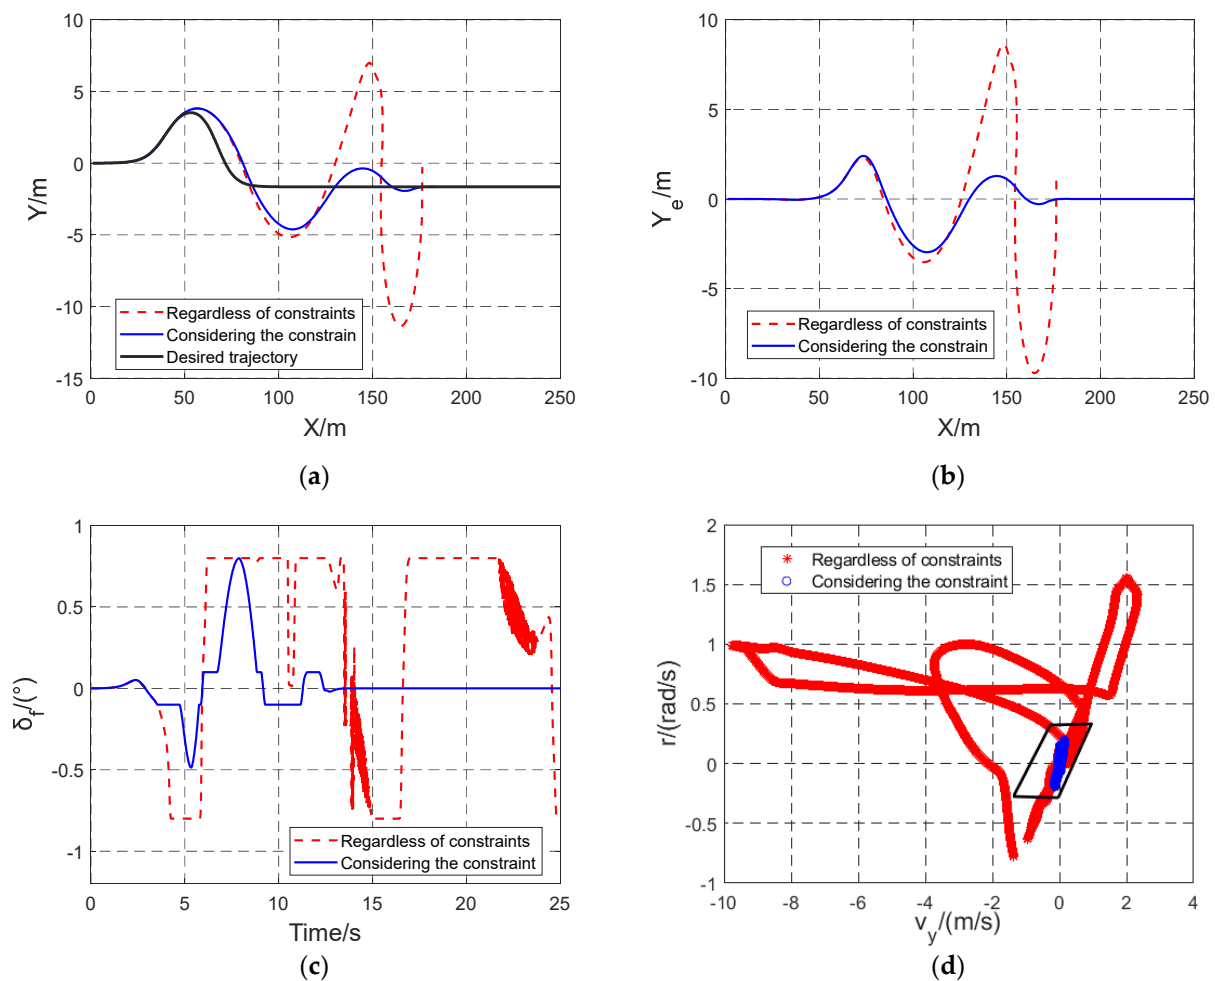 10
5
0
-5
-10
-15
Y/m
Regardless of constraints
Considering the constrain
Desired trajectory
0 50 100 150 200 250
X/m
(a)
10
5
0
-5
-10
Y_e/m
Regardless of constraints
Considering the constrain
0 50 100 150 200 250
X/m
(b)
1
0.5
0
-0.5
-1
δ_f/(°)
Regardless of constraints
Considering the constraint
0 5 10 15 20 25
Time/s
(c)
2
1.5
1
0.5
0
-0.5
-1
r/(rad/s)
Regardless of constraints
Considering the constraint
-10 -8 -6 -4 -2 0 2 4
v_y/(m/s)
(d)